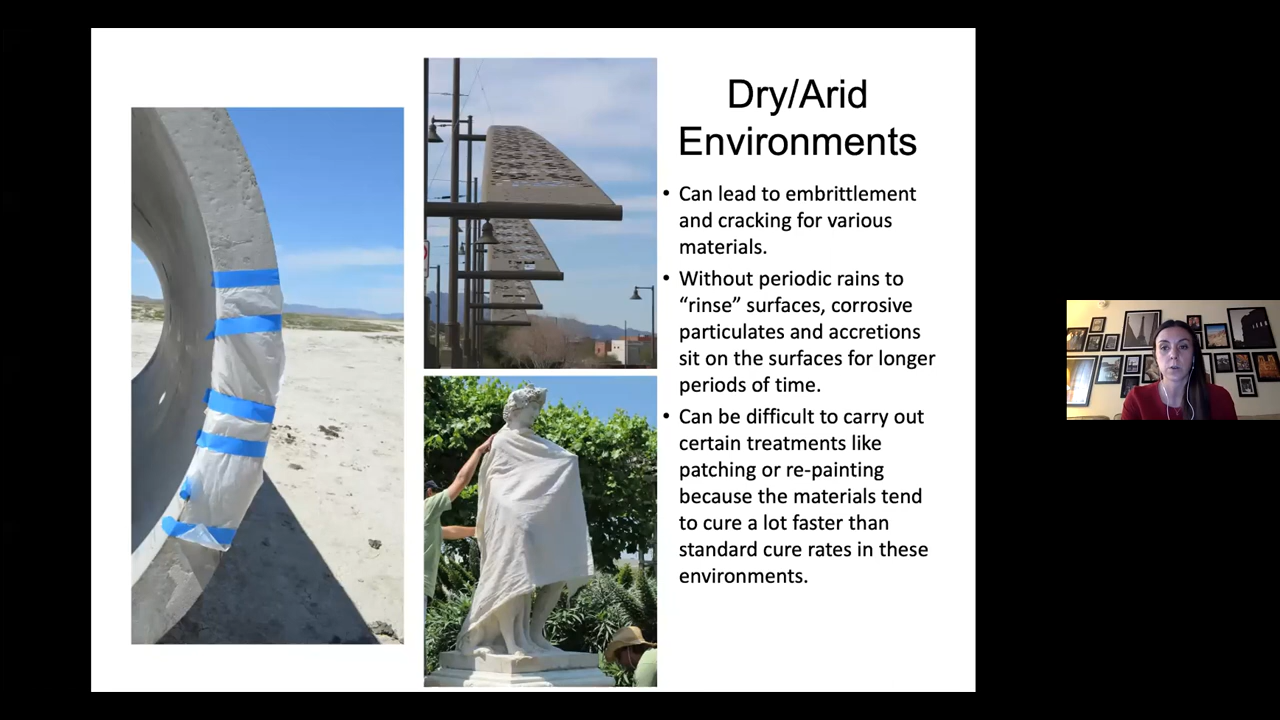 Dry/Arid
Environments
• Can lead to embrittlement
and cracking for various
materials.
• Without periodic rains to
“rinse” surfaces, corrosive
particulates and accretions
sit on the surfaces for longer
periods of time.
• Can be difficult to carry out
certain treatments like
patching or re-painting
because the materials tend
to cure a lot faster than
standard cure rates in these
environments.